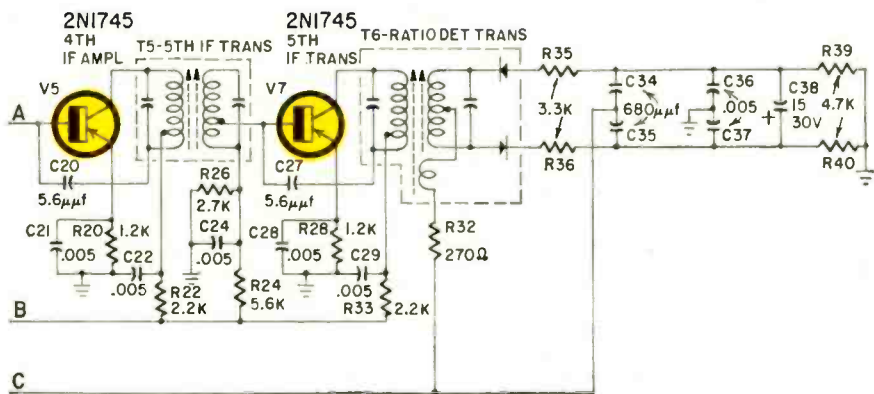 2N1745
4TH
IF AMPL
T5-5TH IF TRANS
2N1745
5TH
IF TRANS
T6-RATIO DET TRANS
V5
V7
R35
R39
C34
C36
C38
15
30V
A
3.3K
680µµf
.005
4.7K
C35
C37
+
R36
R40
C20
5.6µµf
R26
2.7K
C27
5.6µµf
C21
.005
R20
1.2K
C22
.005
C24
.005
C28
.005
R28
1.2K
C29
.005
R32
270Ω
R22
2.2K
R24
5.6K
R33
2.2K
B
C